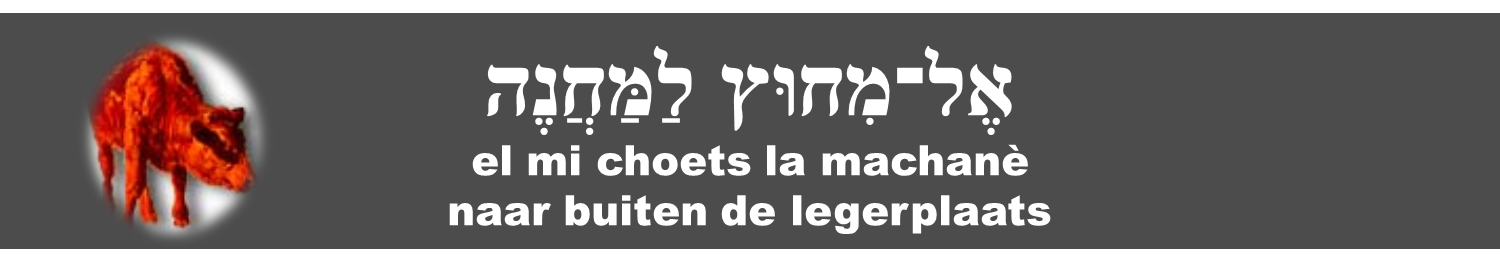 אֶל־מִחוּץ לַמַּחֲנֶה
el mi choets la machanè
naar buiten de legerplaats